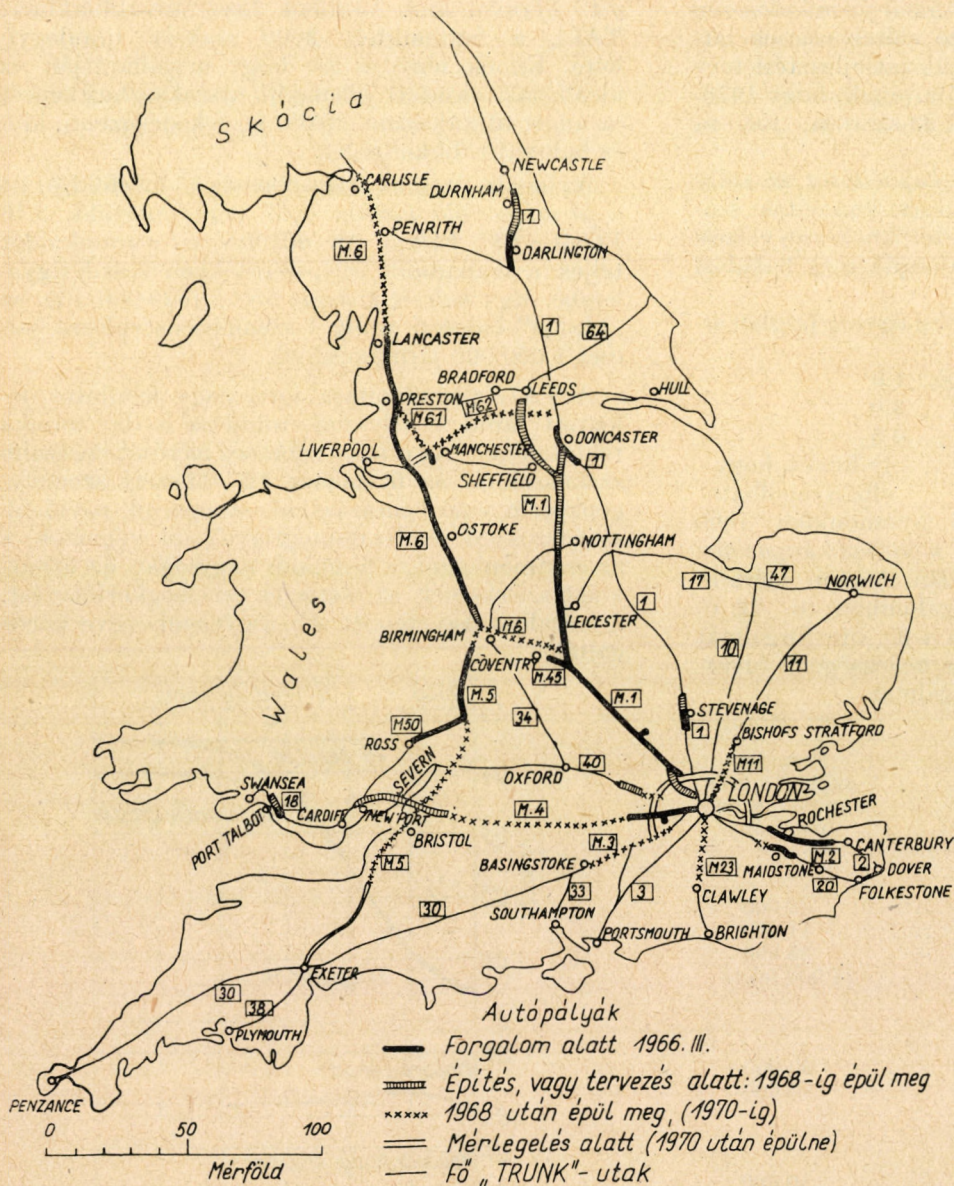 Skócia
NEWCASTLE
CARLISLE
DURNHAM
1
PENRITH
M.6
DARLINGTON
1
64
LANCASTER
BRADFORD
LEEDS
HULL
PRESTON
M61
M62
DONCASTER
LIVERPOOL
MANCHESTER
1
SHEFFIELD
M.1
M.6
OSTOKE
NOTTINGHAM
17
47
NORWICH
Wales
1
LEICESTER
BIRMINGHAM
M6
10
11
COVENTRY
M.45
M.5
34
M.1
STEVENAGE
M50
1
BISHOFS STRATFORD
ROSS
SEVERN
40
M11
OXFORD
SWANSEA
18
LONDON
PORT TALBOT
CARDIFF
NEWPORT
M.4
ROCHESTER
BRISTOL
M.3
CANTERBURY
M.5
BASINGSTOKE
M23
MAIDSTONE
M.2
2
DOVER
20
FOLKESTONE
33
3
CLAWLEY
30
SOUTHAMPTON
PORTSMOUTH
BRIGHTON
EXETER
30
38
PLYMOUTH
PENZANCE
Autópályák
Forgalom alatt 1966. III.
Építés, vagy tervezés alatt: 1968-ig épül meg
1968 után épül meg, (1970-ig)
Mérlegelés alatt (1970 után épülne)
Fő „TRUNK"- utak
0 50 100
Mérföld